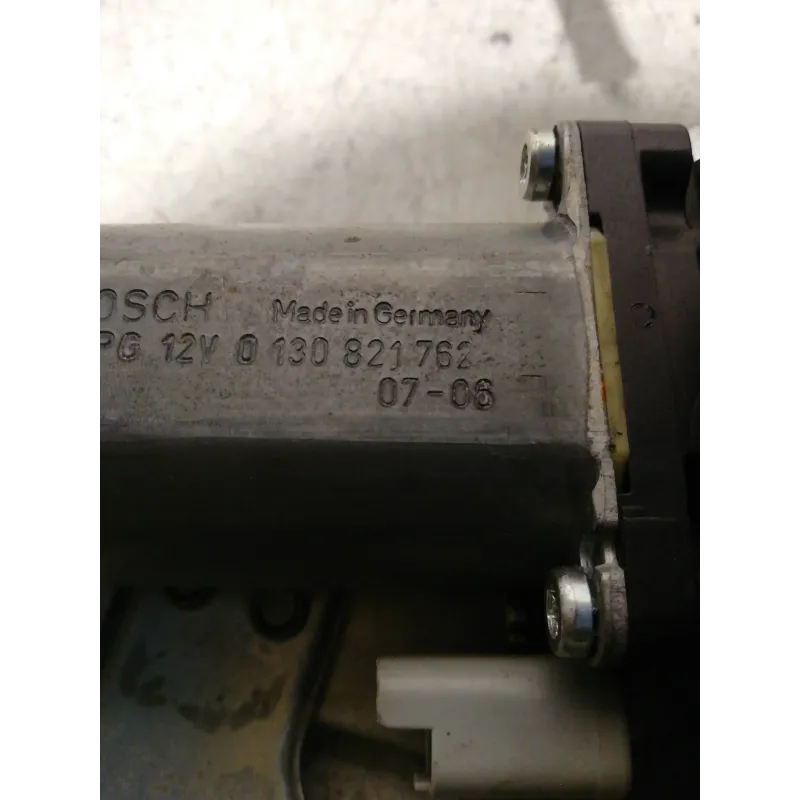 OSCH Made in Germany
PG 12V 0 130 821 762
07-06